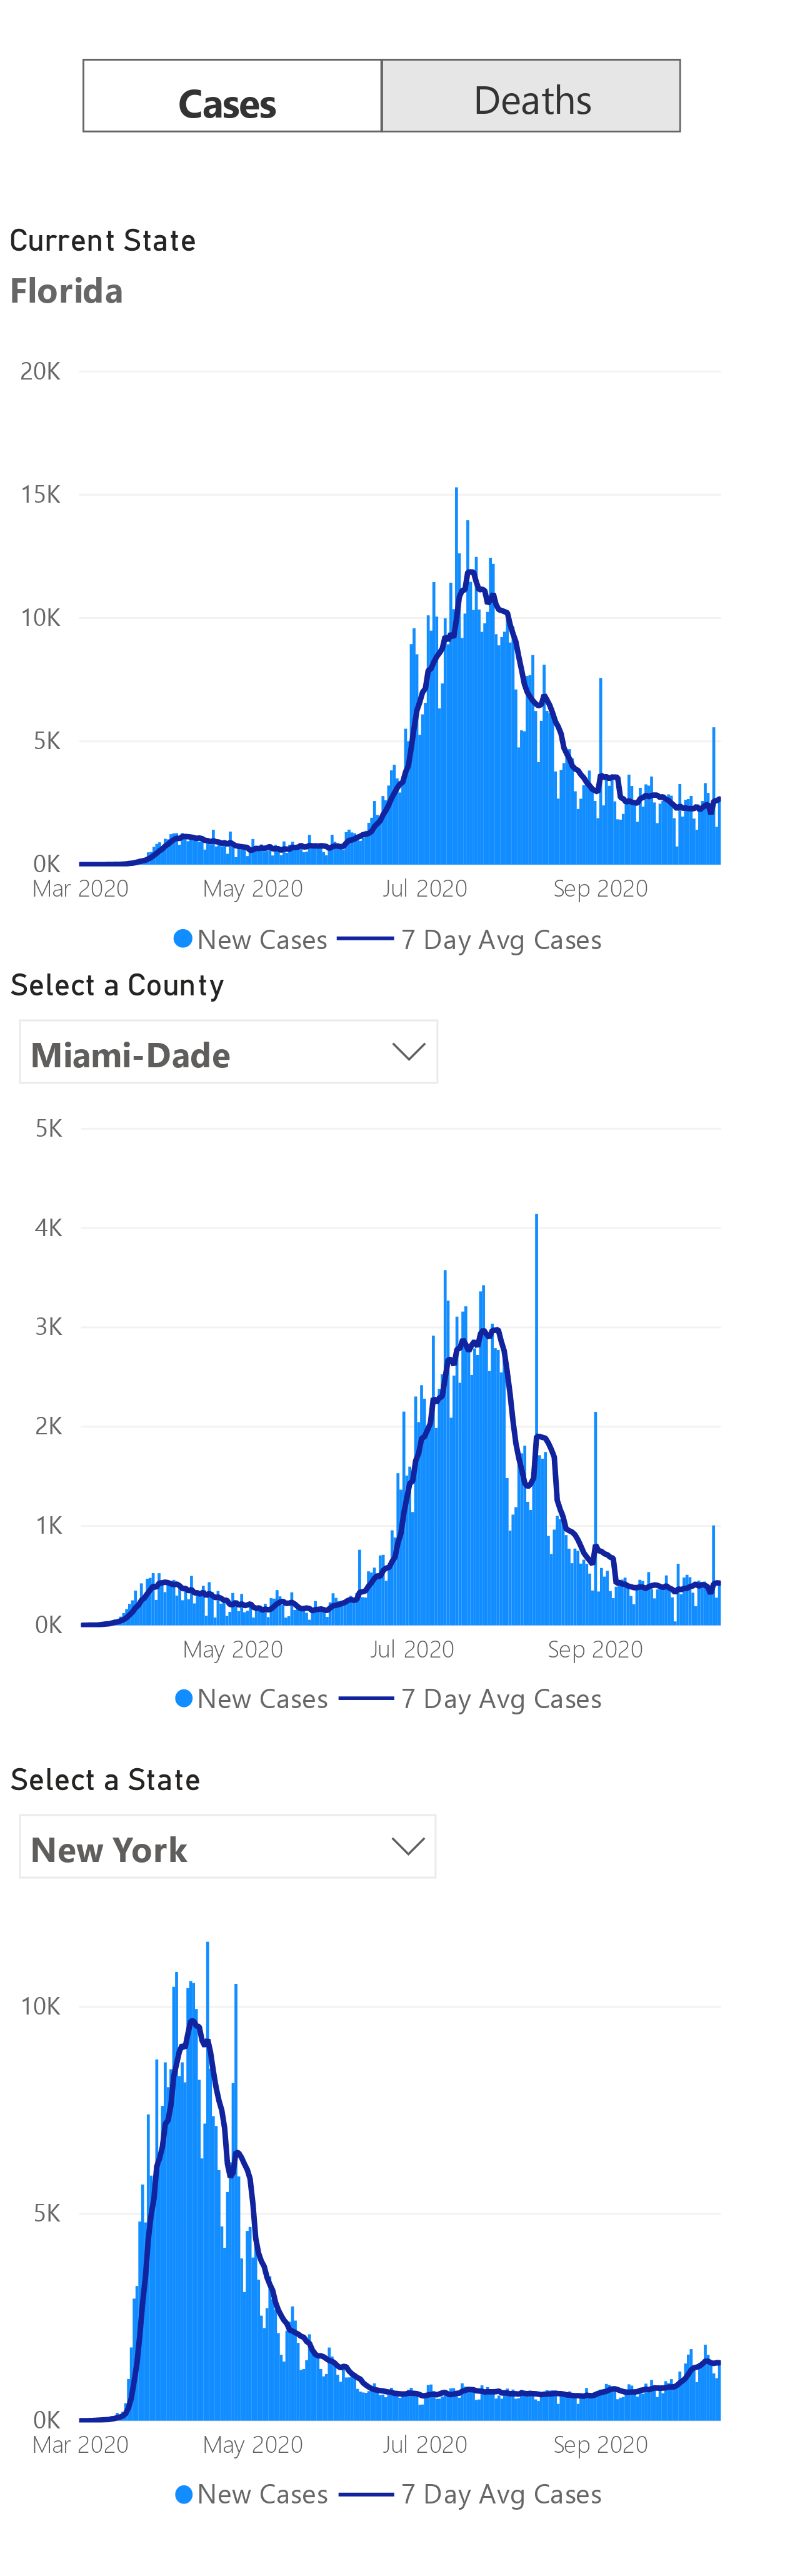 Cases Deaths
Current State
Florida
20K
15K
10K
5K
0K
Mar 2020 May 2020 Jul 2020 Sep 2020
New Cases 7 Day Avg Cases
Select a County
Miami-Dade
5K
4K
3K
2K
1K
0K
May 2020 Jul 2020 Sep 2020
New Cases 7 Day Avg Cases
Select a State
New York
10K
5K
0K
Mar 2020 May 2020 Jul 2020 Sep 2020
New Cases 7 Day Avg Cases